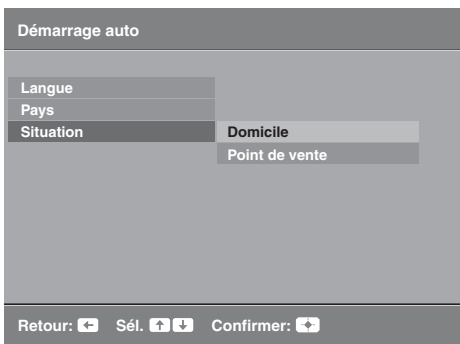 Démarrage auto
Langue
Pays
Situation
Domicile
Point de vente
Retour: Sél. Confirmer: